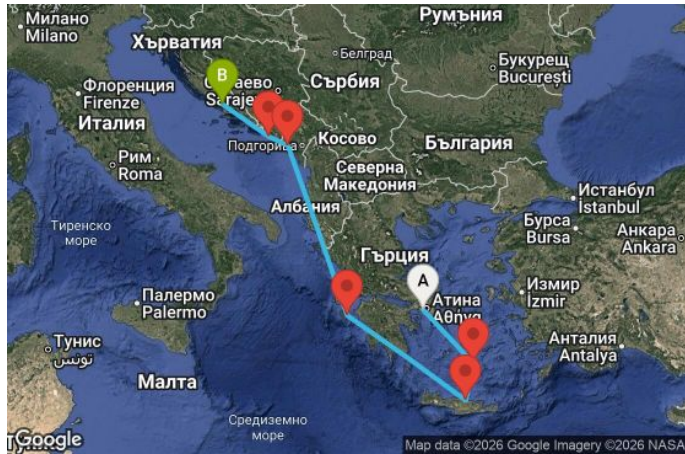 Милано
Milano
Румъния
Хърватия
Белград
Букурещ
București
Флоренция
Firenze
B
Сараево
Sarajevo
Сърбия
Италия
Подгорица
Косово
България
Рим
Roma
Северна
Македония
Истанбул
İstanbul
Тиренско
море
Албания
Бурса
Bursa
Анкара
Ankara
Гърция
A
Атина
Αθήνα
Измир
İzmir
Палермо
Palermo
Тунис
تونس
Анталия
Antalya
Малта
Средиземно
море
Google
Map data ©2026 Google Imagery ©2026 NASA